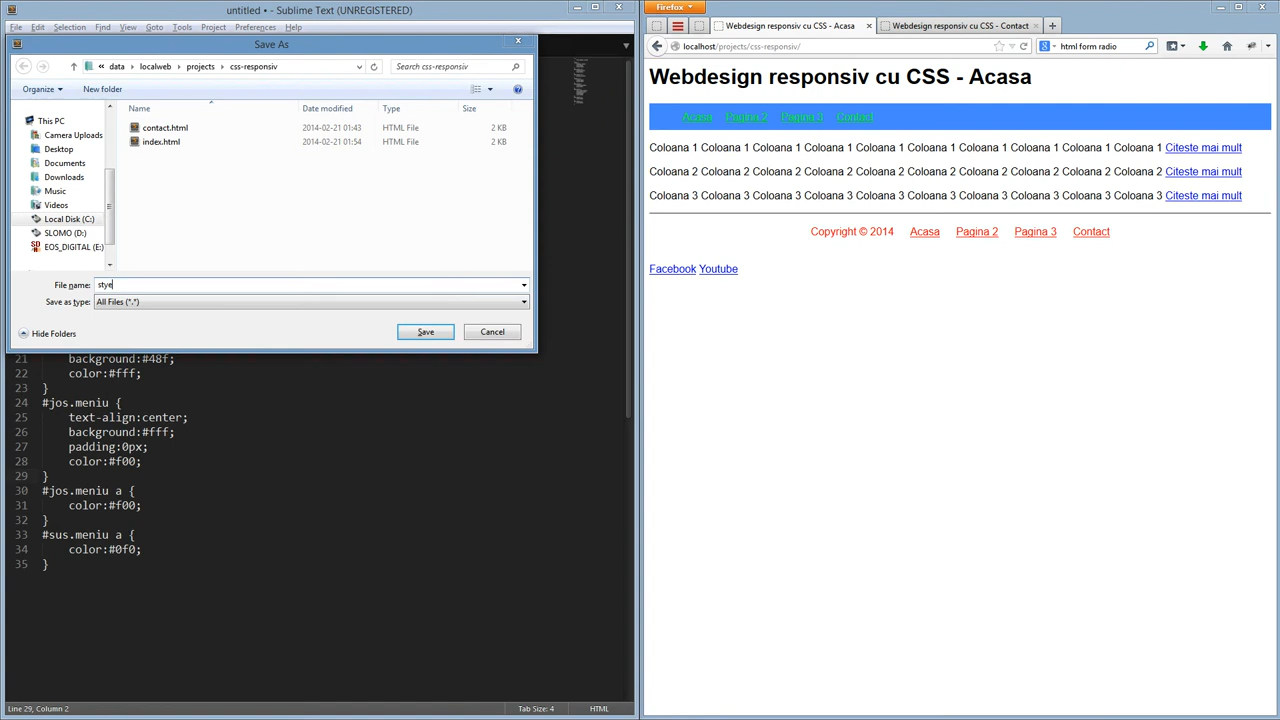 untitled • - Sublime Text (UNREGISTERED)
File Edit Selection Find View Goto Tools Project Preferences Help
Save As
« data localweb projects css-responsiv
Search css-responsiv
Organize New folder
Name Date modified Type Size
This PC
Camera Uploads
Desktop
Documents
Downloads
Music
Videos
Local Disk (C:)
SLOMO (D:)
EOS_DIGITAL (E:)
contact.html 2014-02-21 01:43 HTML File 2 KB
index.html 2014-02-21 01:54 HTML File 2 KB
File name: stye
Save as type: All Files (*.*)
Hide Folders Save Cancel
21 background:#48f;
22 color:#fff;
23 }
24 #jos.meniu {
25 text-align:center;
26 background:#fff;
27 padding:0px;
28 color:#f00;
29 }
30 #jos.meniu a {
31 color:#f00;
32 }
33 #sus.meniu a {
34 color:#0f0;
35 }
Line 29, Column 2 Tab Size: 4 HTML
Firefox
Webdesign responsiv cu CSS - Acasa Webdesign responsiv cu CSS - Contact
localhost/projects/css-responsiv/ html form radio
Webdesign responsiv cu CSS - Acasa
Acasa Pagina 2 Pagina 3 Contact
Coloana 1 Coloana 1 Coloana 1 Coloana 1 Coloana 1 Coloana 1 Coloana 1 Coloana 1 Coloana 1 Coloana 1 Citeste mai mult
Coloana 2 Coloana 2 Coloana 2 Coloana 2 Coloana 2 Coloana 2 Coloana 2 Coloana 2 Coloana 2 Coloana 2 Citeste mai mult
Coloana 3 Coloana 3 Coloana 3 Coloana 3 Coloana 3 Coloana 3 Coloana 3 Coloana 3 Coloana 3 Coloana 3 Citeste mai mult
Copyright © 2014 Acasa Pagina 2 Pagina 3 Contact
Facebook Youtube